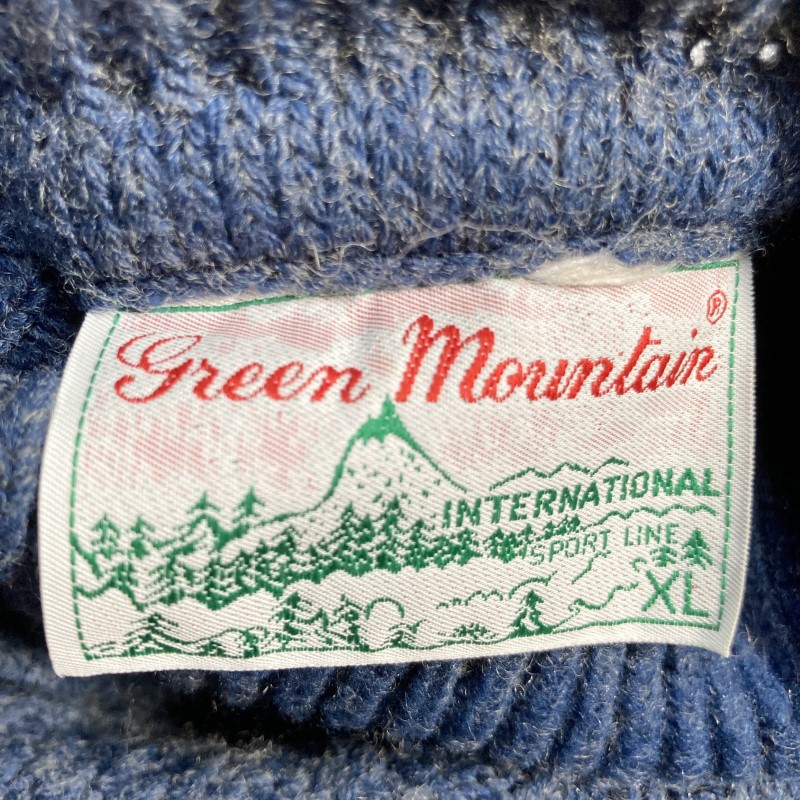 Green Mountain®
INTERNATIONAL
SPORT LINE
XL